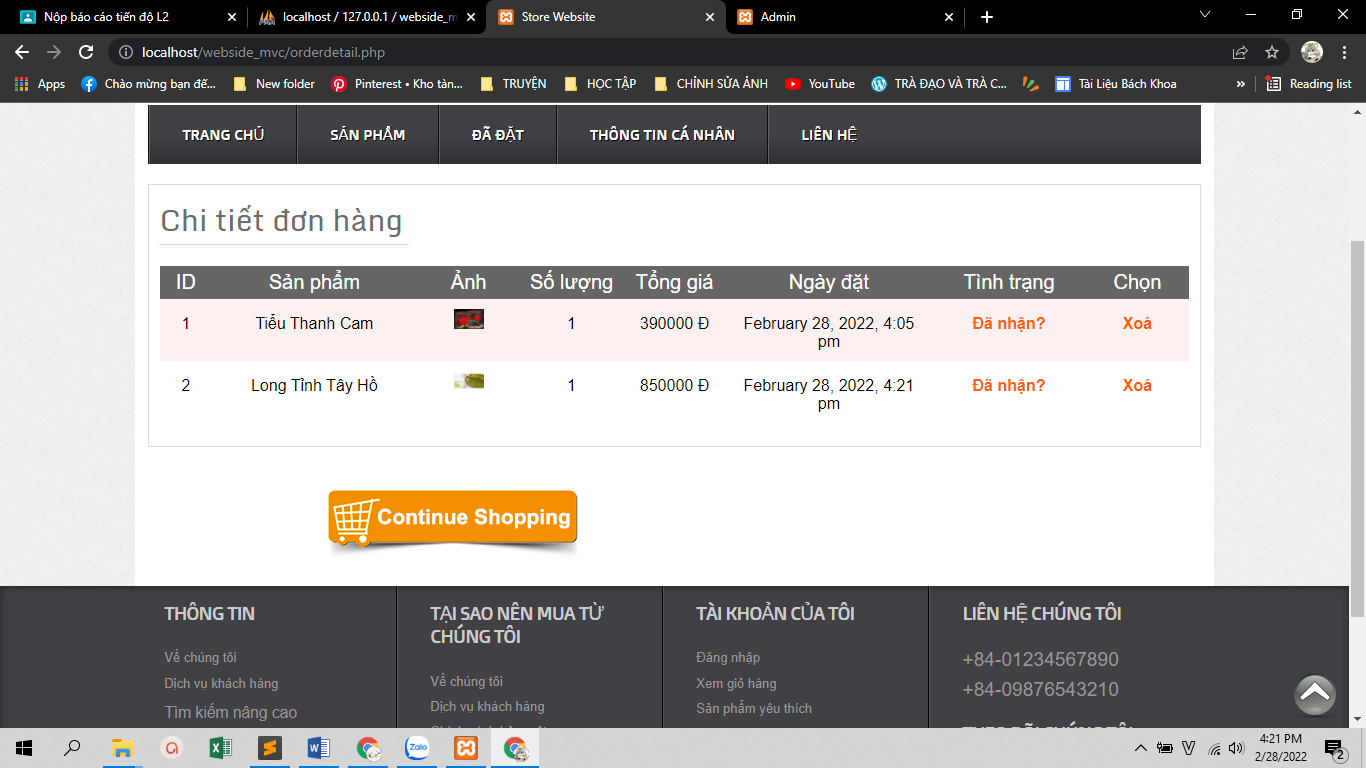 Nộp báo cáo tiến độ L2
localhost / 127.0.0.1 / webside_m
Store Website
Admin
localhost/webside_mvc/orderdetail.php
Apps
Chào mừng bạn đế...
New folder
Pinterest • Kho tàn...
TRUYỆN
HỌC TẬP
CHỈNH SỬA ẢNH
YouTube
TRÀ ĐẠO VÀ TRÀ C...
Tài Liệu Bách Khoa
»
Reading list
TRANG CHỦ SẢN PHẨM ĐÃ ĐẶT THÔNG TIN CÁ NHÂN LIÊN HỆ
Chi tiết đơn hàng
ID Sản phẩm Ảnh Số lượng Tổng giá Ngày đặt Tình trạng Chọn
1 Tiểu Thanh Cam 1 390000 Đ February 28, 2022, 4:05 Đã nhận? Xoá
pm
2 Long Tỉnh Tây Hồ 1 850000 Đ February 28, 2022, 4:21 Đã nhận? Xoá
pm
Continue Shopping
THÔNG TIN
Về chúng tôi
Dịch vụ khách hàng
Tìm kiếm nâng cao
TẠI SAO NÊN MUA TỪ
CHÚNG TÔI
Về chúng tôi
Dịch vụ khách hàng
TÀI KHOẢN CỦA TÔI
Đăng nhập
Xem giỏ hàng
Sản phẩm yêu thích
LIÊN HỆ CHÚNG TÔI
+84-01234567890
+84-09876543210
Zalo
4:21 PM
2/28/2022
2